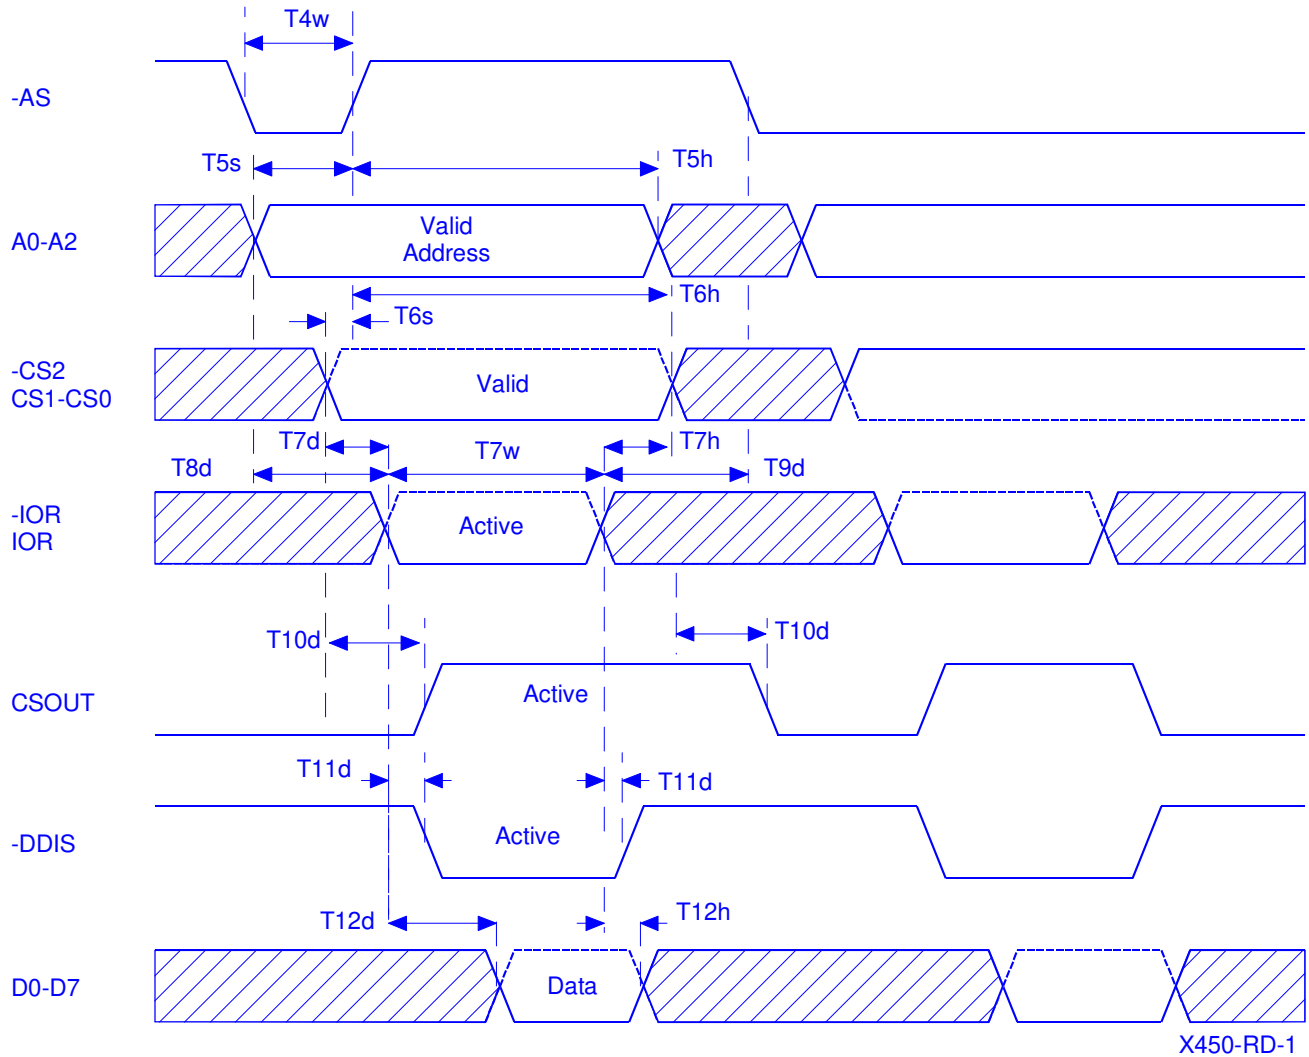 T4w
-AS
T5s
T5h
A0-A2
Valid
Address
T6h
T6s
-CS2
CS1-CS0
Valid
T7d
T7w
T7h
T8d
T9d
-IOR
IOR
Active
T10d
T10d
CSOUT
Active
T11d
T11d
-DDIS
Active
T12d
T12h
D0-D7
Data
X450-RD-1